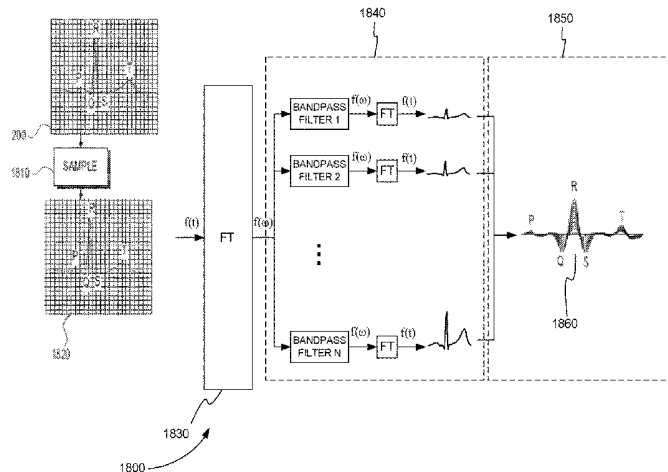 1840
1850
R
P
T
Q S
200
SAMPLE
1810
R
P
T
Q S
1820
f(t)
FT
f(ω)
BANDPASS
FILTER 1
f(ω)
FT
f(t)
BANDPASS
FILTER 2
f(ω)
FT
f(t)
BANDPASS
FILTER N
f(ω)
FT
f(t)
R
P
T
Q
S
1860
1830
1800